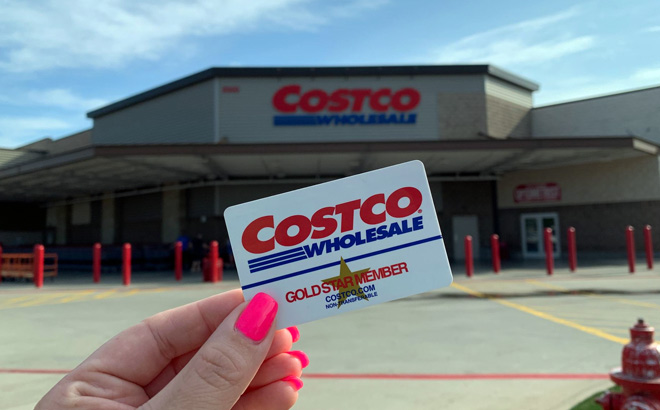 COSTCO
WHOLESALE
COSTCO
WHOLESALE
GOLD STAR MEMBER
COSTCO.COM
NON-TRANSFERABLE